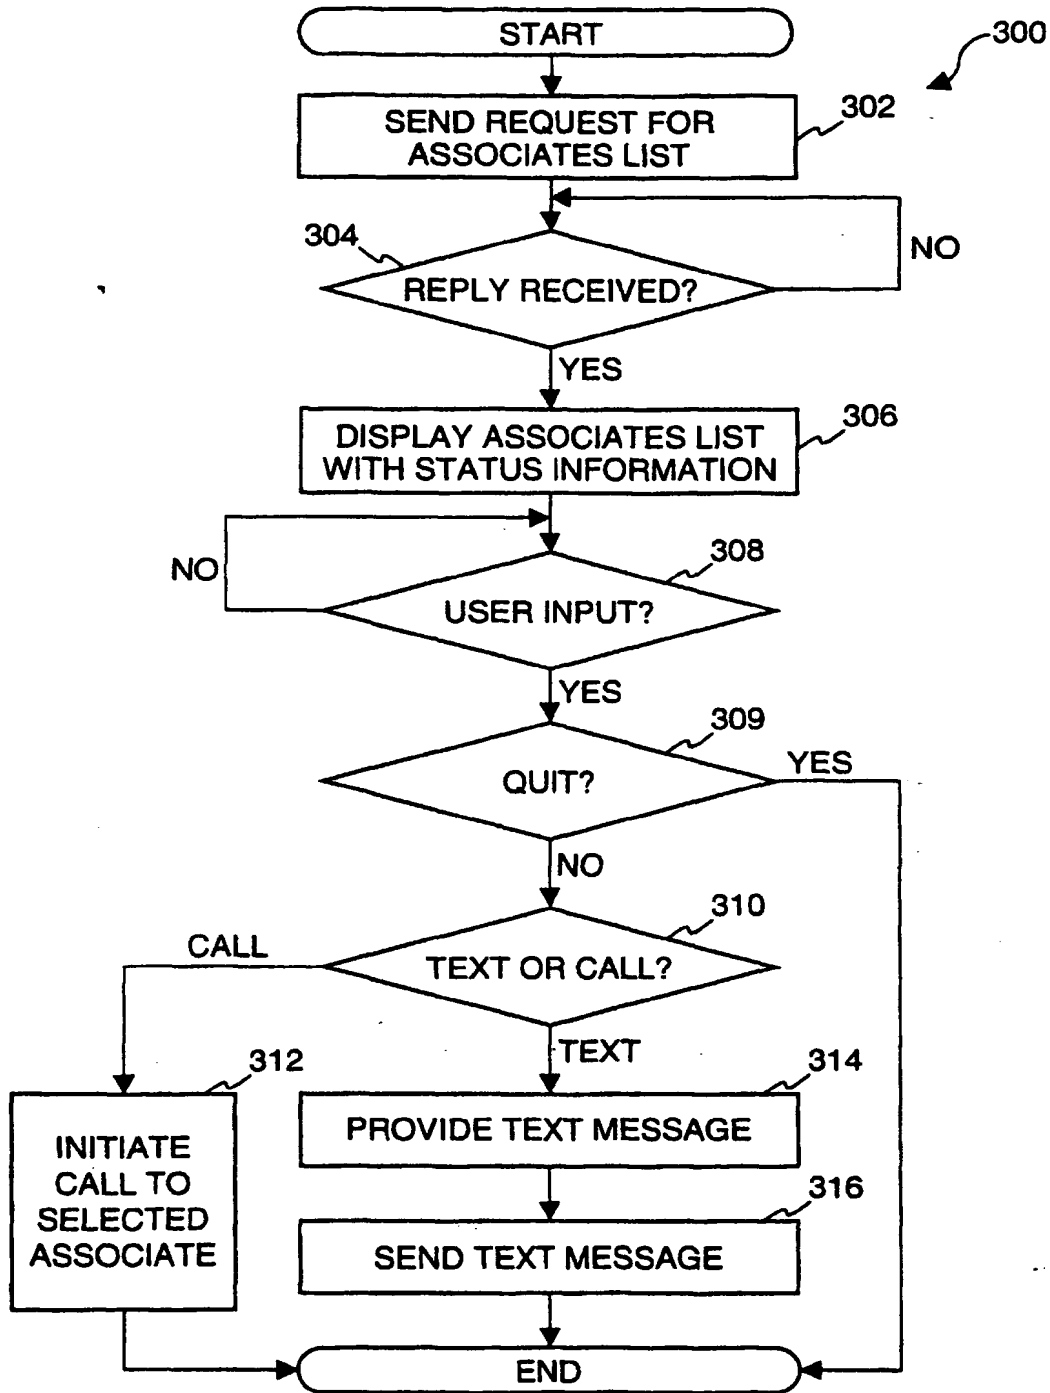 START
300
SEND REQUEST FOR
ASSOCIATES LIST
302
304
REPLY RECEIVED?
NO
YES
306
DISPLAY ASSOCIATES LIST
WITH STATUS INFORMATION
NO
308
USER INPUT?
YES
309
QUIT?
YES
NO
310
CALL
TEXT OR CALL?
TEXT
312
INITIATE
CALL TO
SELECTED
ASSOCIATE
314
PROVIDE TEXT MESSAGE
316
SEND TEXT MESSAGE
END